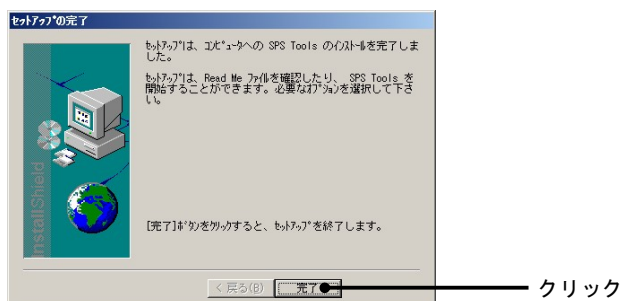 ｾｯﾄｱｯﾌﾟの完了
ｾｯﾄｱｯﾌﾟは、ｺﾝﾋﾟｭｰﾀへの SPS Tools のｲﾝｽﾄｰﾙを完了しま
した。
ｾｯﾄｱｯﾌﾟは、Read Me ﾌｧｲﾙを確認したり、 SPS Tools を
開始することができます。必要なｵﾌﾟｼｮﾝを選択して下さ
い。
InstallShield
[完了]ﾎﾞﾀﾝをｸﾘｯｸすると、ｾｯﾄｱｯﾌﾟを終了します。
< 戻る(B)
完了
クリック